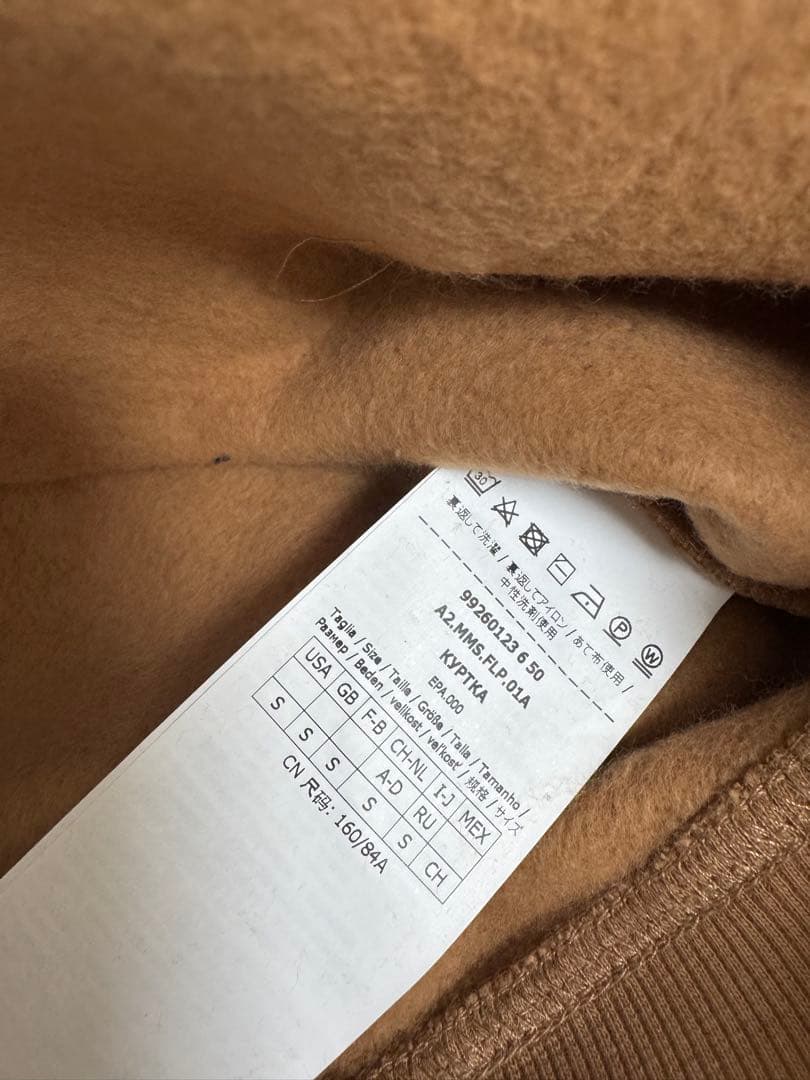 30 P W
裏返して洗濯 / 裏返してアイロン / あて布使用 /
中性洗剤使用
99260123 6 50
A2.MMS.FLP.01A
КУРТКА
EPA.000
Taglia / Size / Taille / Größe / Talla / Tamanho /
Размер / Beden / velikost / veľkosť / 規格 / サイズ
USA GB F-B CH-NL I-J MEX
A-D RU
S S S S S CH
CN 尺码: 160/84A